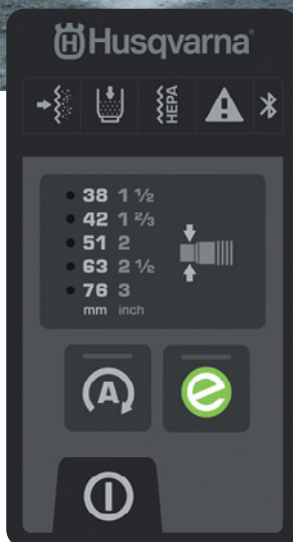 Husqvarna
HEPA
38 1 ½
42 1 ⅔
51 2
63 2 ½
76 3
mm inch
A
e